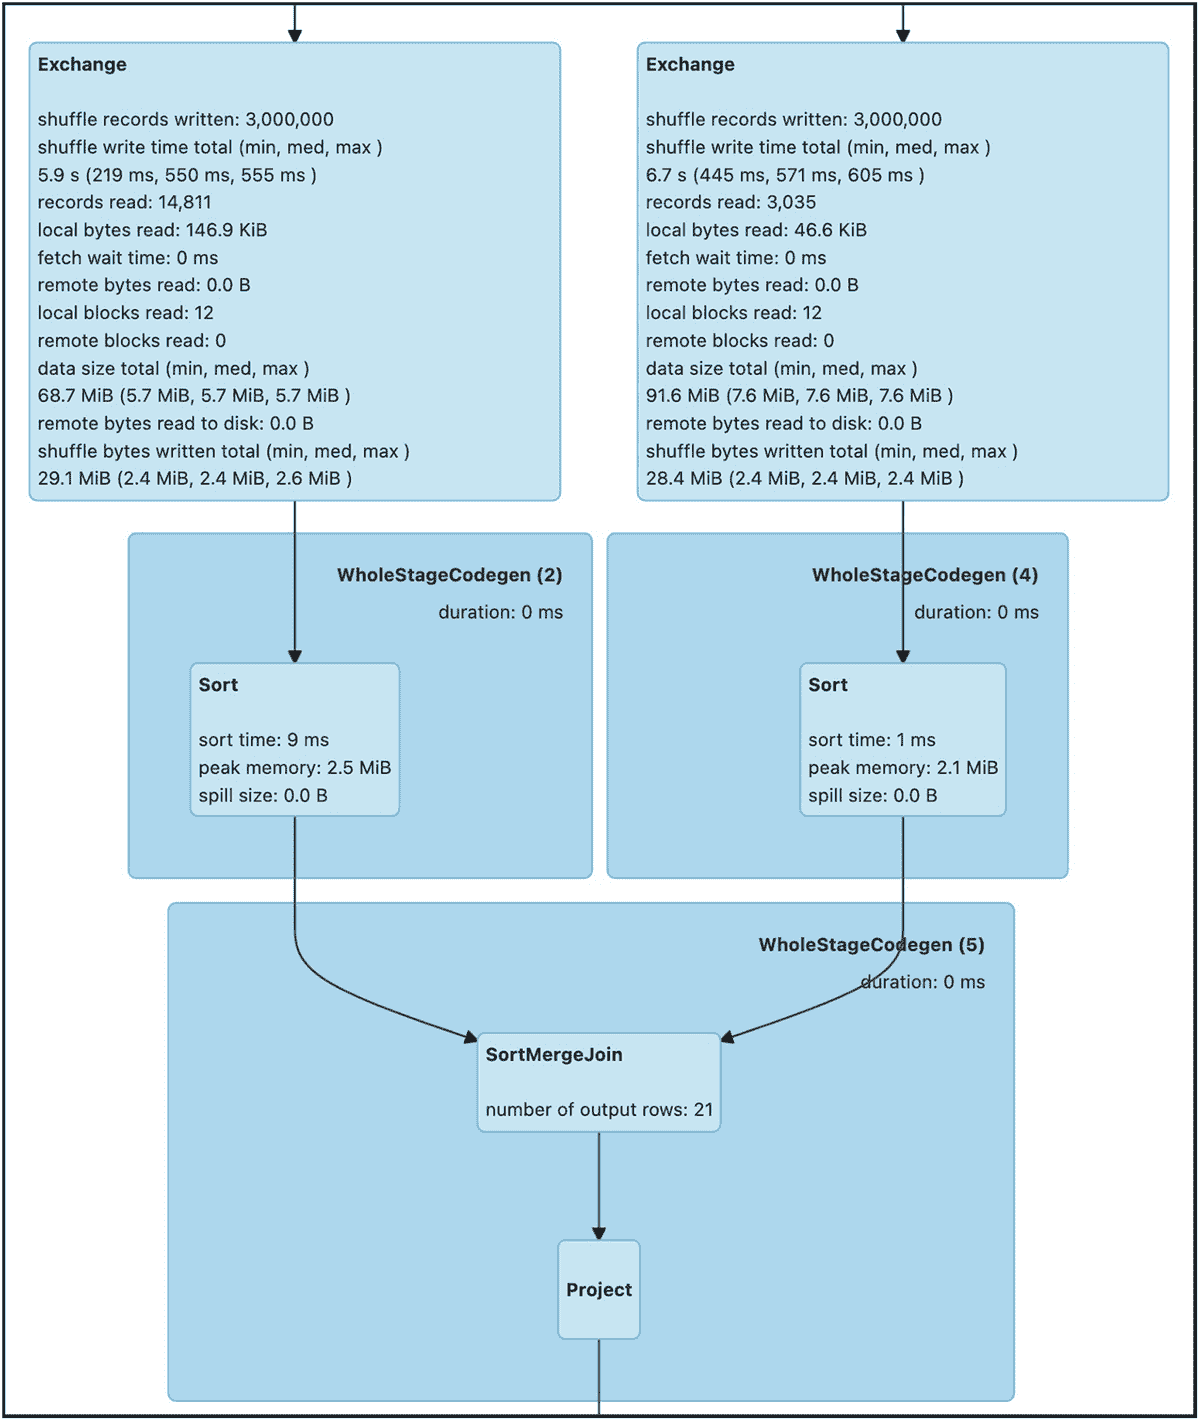 Exchange
shuffle records written: 3,000,000
shuffle write time total (min, med, max )
5.9 s (219 ms, 550 ms, 555 ms )
records read: 14,811
local bytes read: 146.9 KiB
fetch wait time: 0 ms
remote bytes read: 0.0 B
local blocks read: 12
remote blocks read: 0
data size total (min, med, max )
68.7 MiB (5.7 MiB, 5.7 MiB, 5.7 MiB )
remote bytes read to disk: 0.0 B
shuffle bytes written total (min, med, max )
29.1 MiB (2.4 MiB, 2.4 MiB, 2.6 MiB )
Exchange
shuffle records written: 3,000,000
shuffle write time total (min, med, max )
6.7 s (445 ms, 571 ms, 605 ms )
records read: 3,035
local bytes read: 46.6 KiB
fetch wait time: 0 ms
remote bytes read: 0.0 B
local blocks read: 12
remote blocks read: 0
data size total (min, med, max )
91.6 MiB (7.6 MiB, 7.6 MiB, 7.6 MiB )
remote bytes read to disk: 0.0 B
shuffle bytes written total (min, med, max )
28.4 MiB (2.4 MiB, 2.4 MiB, 2.4 MiB )
WholeStageCodegen (2)
duration: 0 ms
Sort
sort time: 9 ms
peak memory: 2.5 MiB
spill size: 0.0 B
WholeStageCodegen (4)
duration: 0 ms
Sort
sort time: 1 ms
peak memory: 2.1 MiB
spill size: 0.0 B
WholeStageCodegen (5)
duration: 0 ms
SortMergeJoin
number of output rows: 21
Project